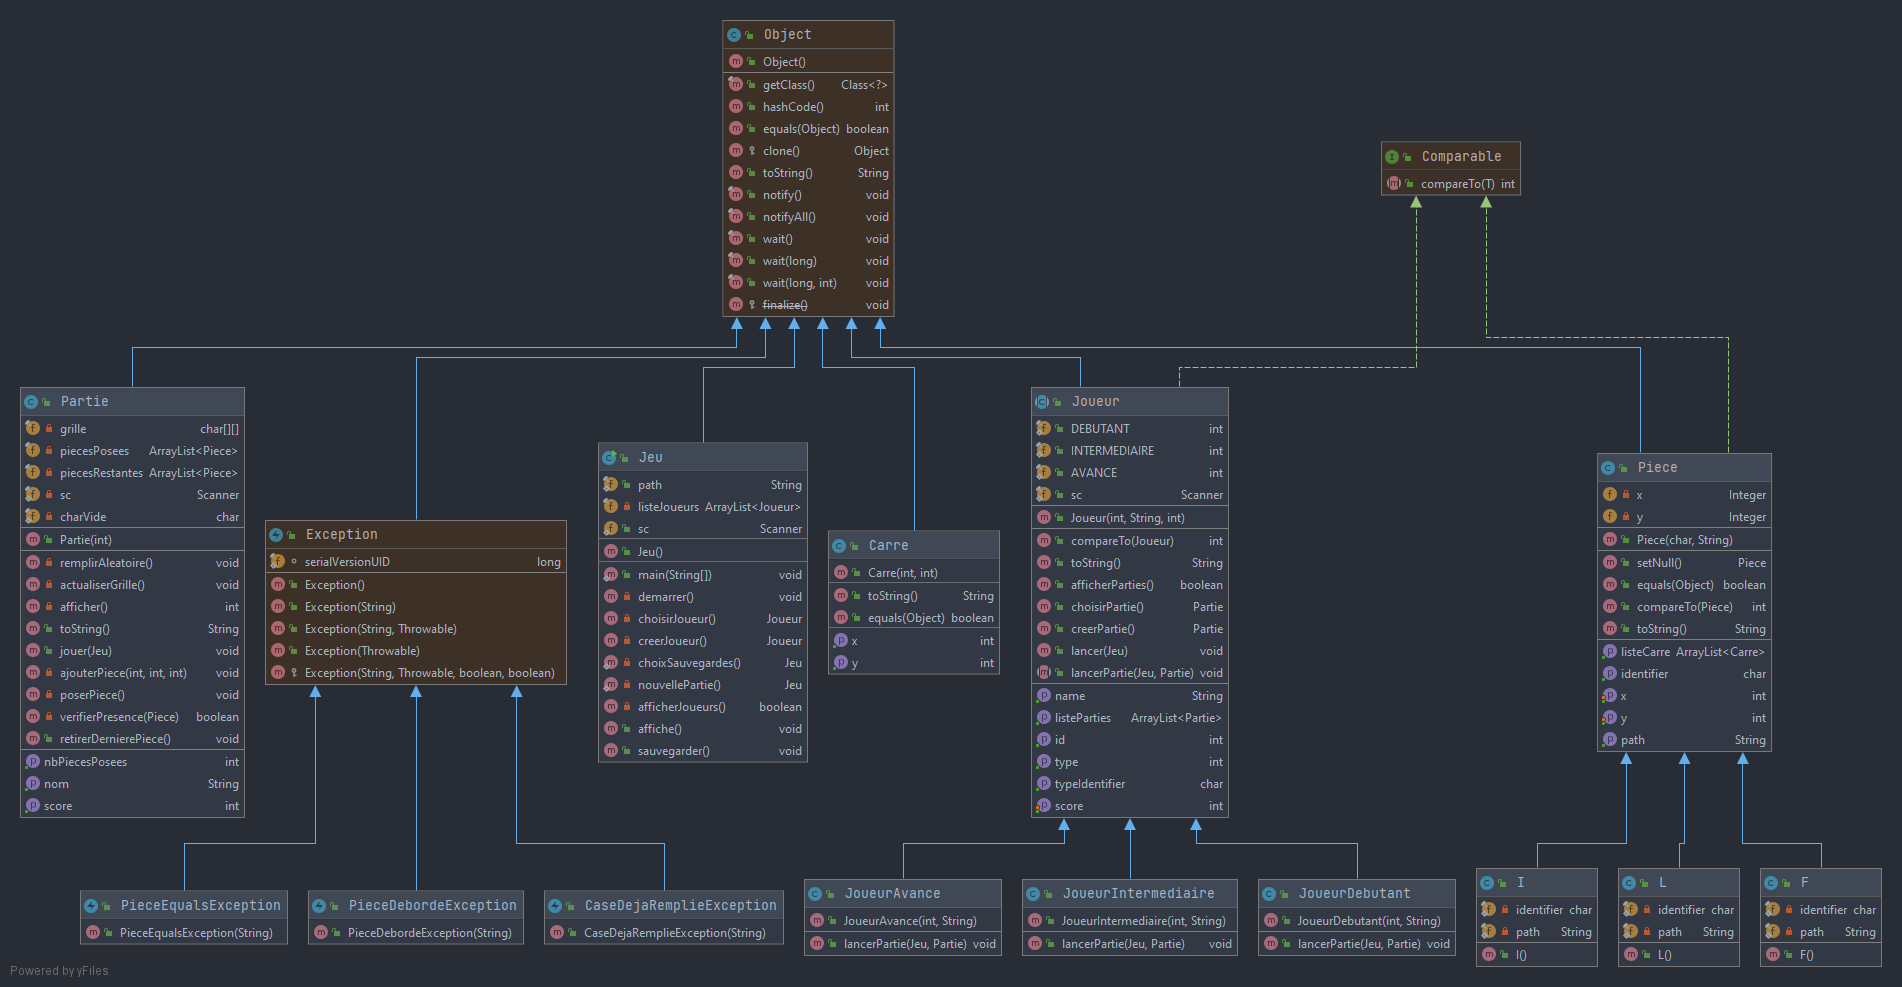 Object
Object()
getClass() Class<?>
hashCode() int
equals(Object) boolean
clone() Object
toString() String
notify() void
notifyAll() void
wait() void
wait(long) void
wait(long, int) void
finalize() void
Comparable
compareTo(T) int
Partie
grille char[][]
piecesPosees ArrayList<Piece>
piecesRestantes ArrayList<Piece>
sc Scanner
charVide char
Partie(int)
remplirAleatoire() void
actualiserGrille() void
afficher() int
toString() String
jouer(Jeu) void
ajouterPiece(int, int, int) void
poserPiece() void
verifierPresence(Piece) boolean
retirerDernierePiece() void
nbPiecesPosees int
nom String
score int
Exception
serialVersionUID long
Exception()
Exception(String)
Exception(String, Throwable)
Exception(Throwable)
Exception(String, Throwable, boolean, boolean)
Jeu
path String
listeJoueurs ArrayList<Joueur>
sc Scanner
Jeu()
main(String[]) void
demarrer() void
choisirJoueur() Joueur
creerJoueur() Joueur
choixSauvegardes() Jeu
nouvellePartie() Jeu
afficherJoueurs() boolean
affiche() void
sauvegarder() void
Carre
Carre(int, int)
toString() String
equals(Object) boolean
x int
y int
Joueur
DEBUTANT int
INTERMEDIAIRE int
AVANCE int
sc Scanner
Joueur(int, String, int)
compareTo(Joueur) int
toString() String
afficherParties() boolean
choisirPartie() Partie
creerPartie() Partie
lancer(Jeu) void
lancerPartie(Jeu, Partie) void
name String
listeParties ArrayList<Partie>
id int
type int
typeIdentifier char
score int
Piece
x Integer
y Integer
Piece(char, String)
setNull() Piece
equals(Object) boolean
compareTo(Piece) int
toString() String
listeCarre ArrayList<Carre>
identifier char
x int
y int
path String
PieceEqualsException
PieceEqualsException(String)
PieceDebordeException
PieceDebordeException(String)
CaseDejaRemplieException
CaseDejaRemplieException(String)
JoueurAvance
JoueurAvance(int, String)
lancerPartie(Jeu, Partie) void
JoueurIntermediaire
JoueurIntermediaire(int, String)
lancerPartie(Jeu, Partie) void
JoueurDebutant
JoueurDebutant(int, String)
lancerPartie(Jeu, Partie) void
I
identifier char
path String
I()
L
identifier char
path String
L()
F
identifier char
path String
F()
Powered by yFiles